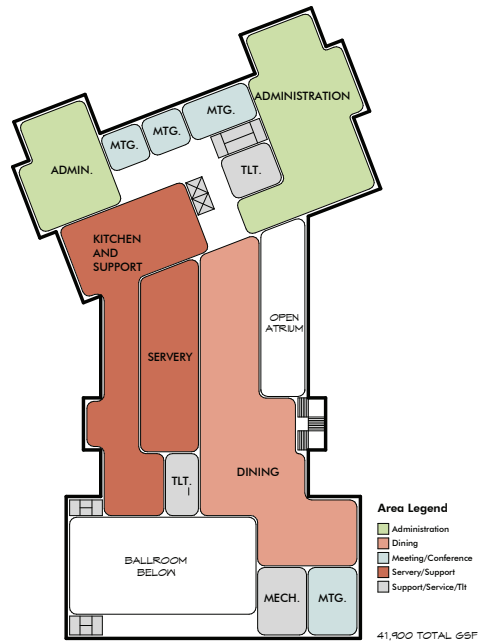 ADMINISTRATION
MTG.
MTG.
MTG.
ADMIN.
TLT.
KITCHEN
AND
SUPPORT
OPEN
ATRIUM
SERVERY
DINING
TLT.
BALLROOM
BELOW
MECH.
MTG.
Area Legend
Administration
Dining
Meeting/Conference
Servery/Support
Support/Service/Tlt
41,900 TOTAL GSF